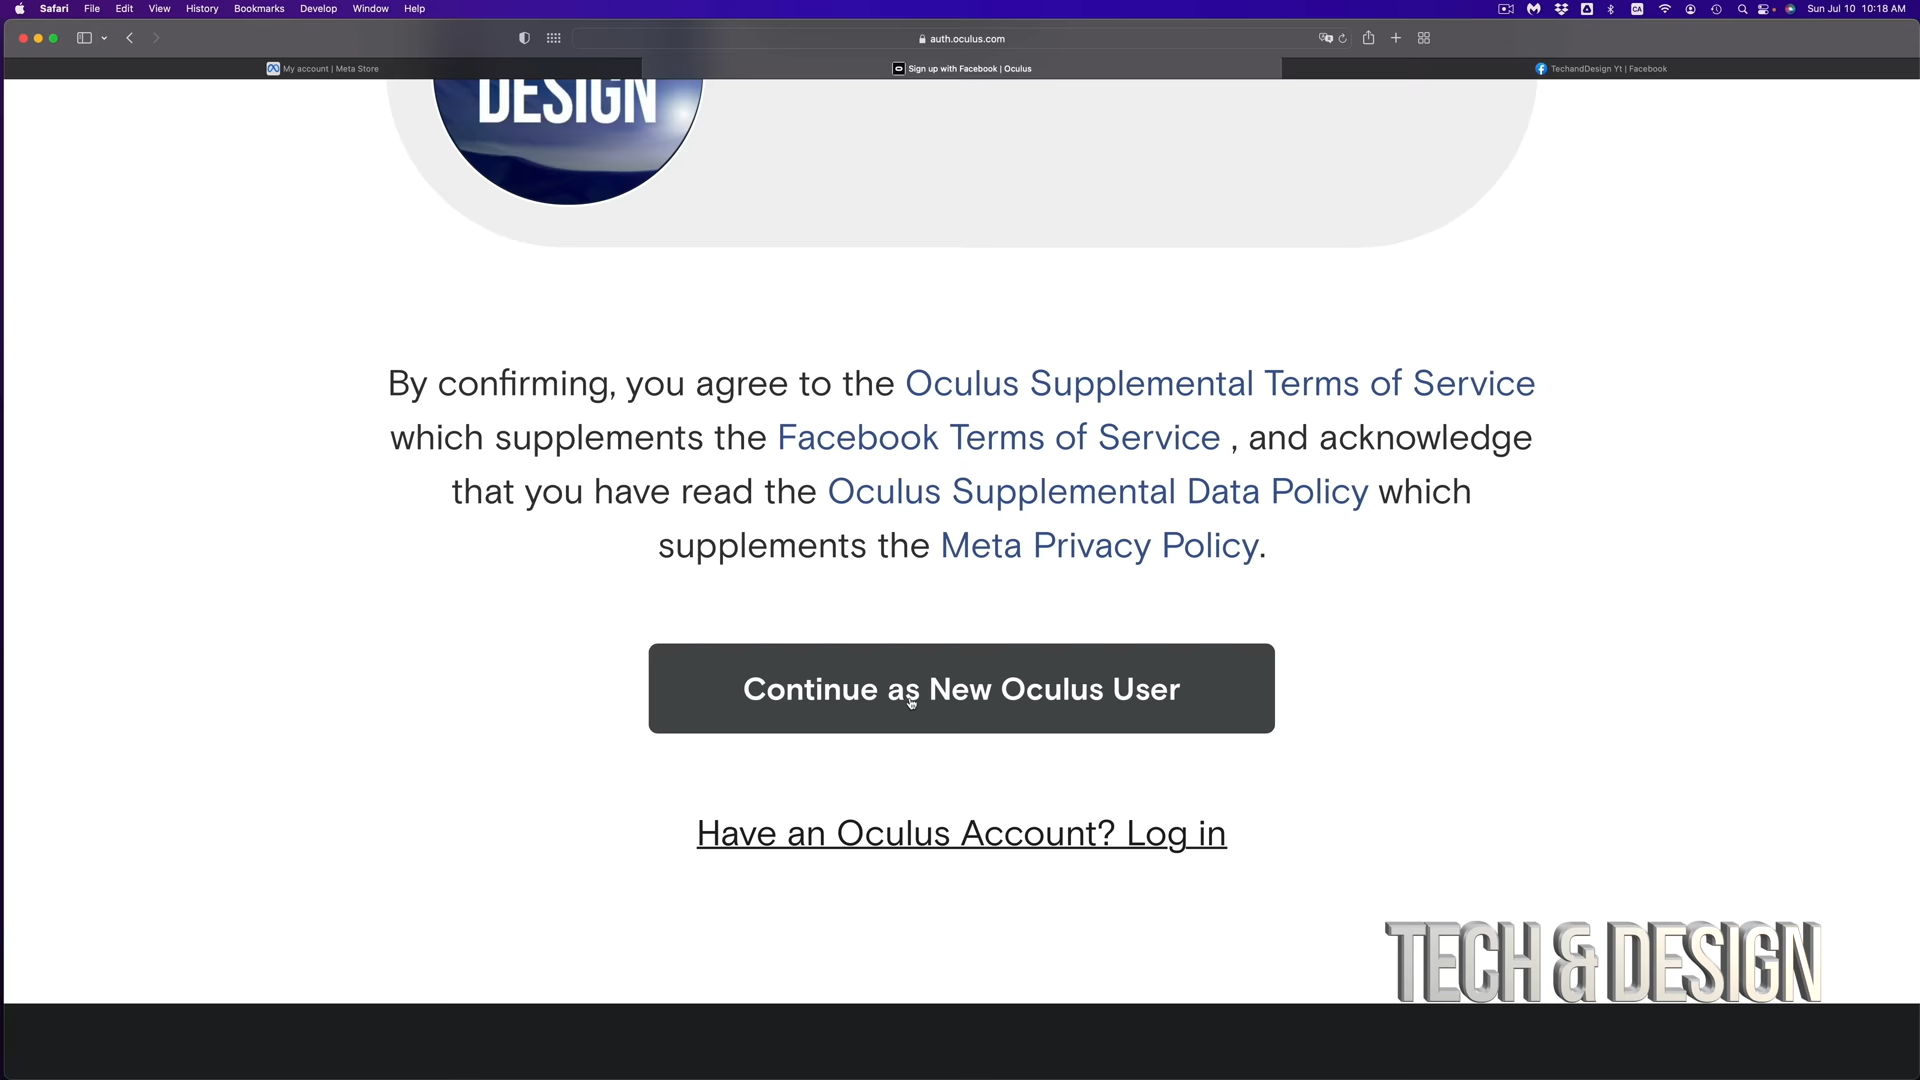 Safari File Edit View History Bookmarks Develop Window Help
CA
Sun Jul 10 10:18 AM
auth.oculus.com
My account | Meta Store
Sign up with Facebook | Oculus
TechandDesign Yt | Facebook
DESIGN
By confirming, you agree to the Oculus Supplemental Terms of Service
which supplements the Facebook Terms of Service , and acknowledge
that you have read the Oculus Supplemental Data Policy which
supplements the Meta Privacy Policy.
Continue as New Oculus User
Have an Oculus Account? Log in
TECH & DESIGN